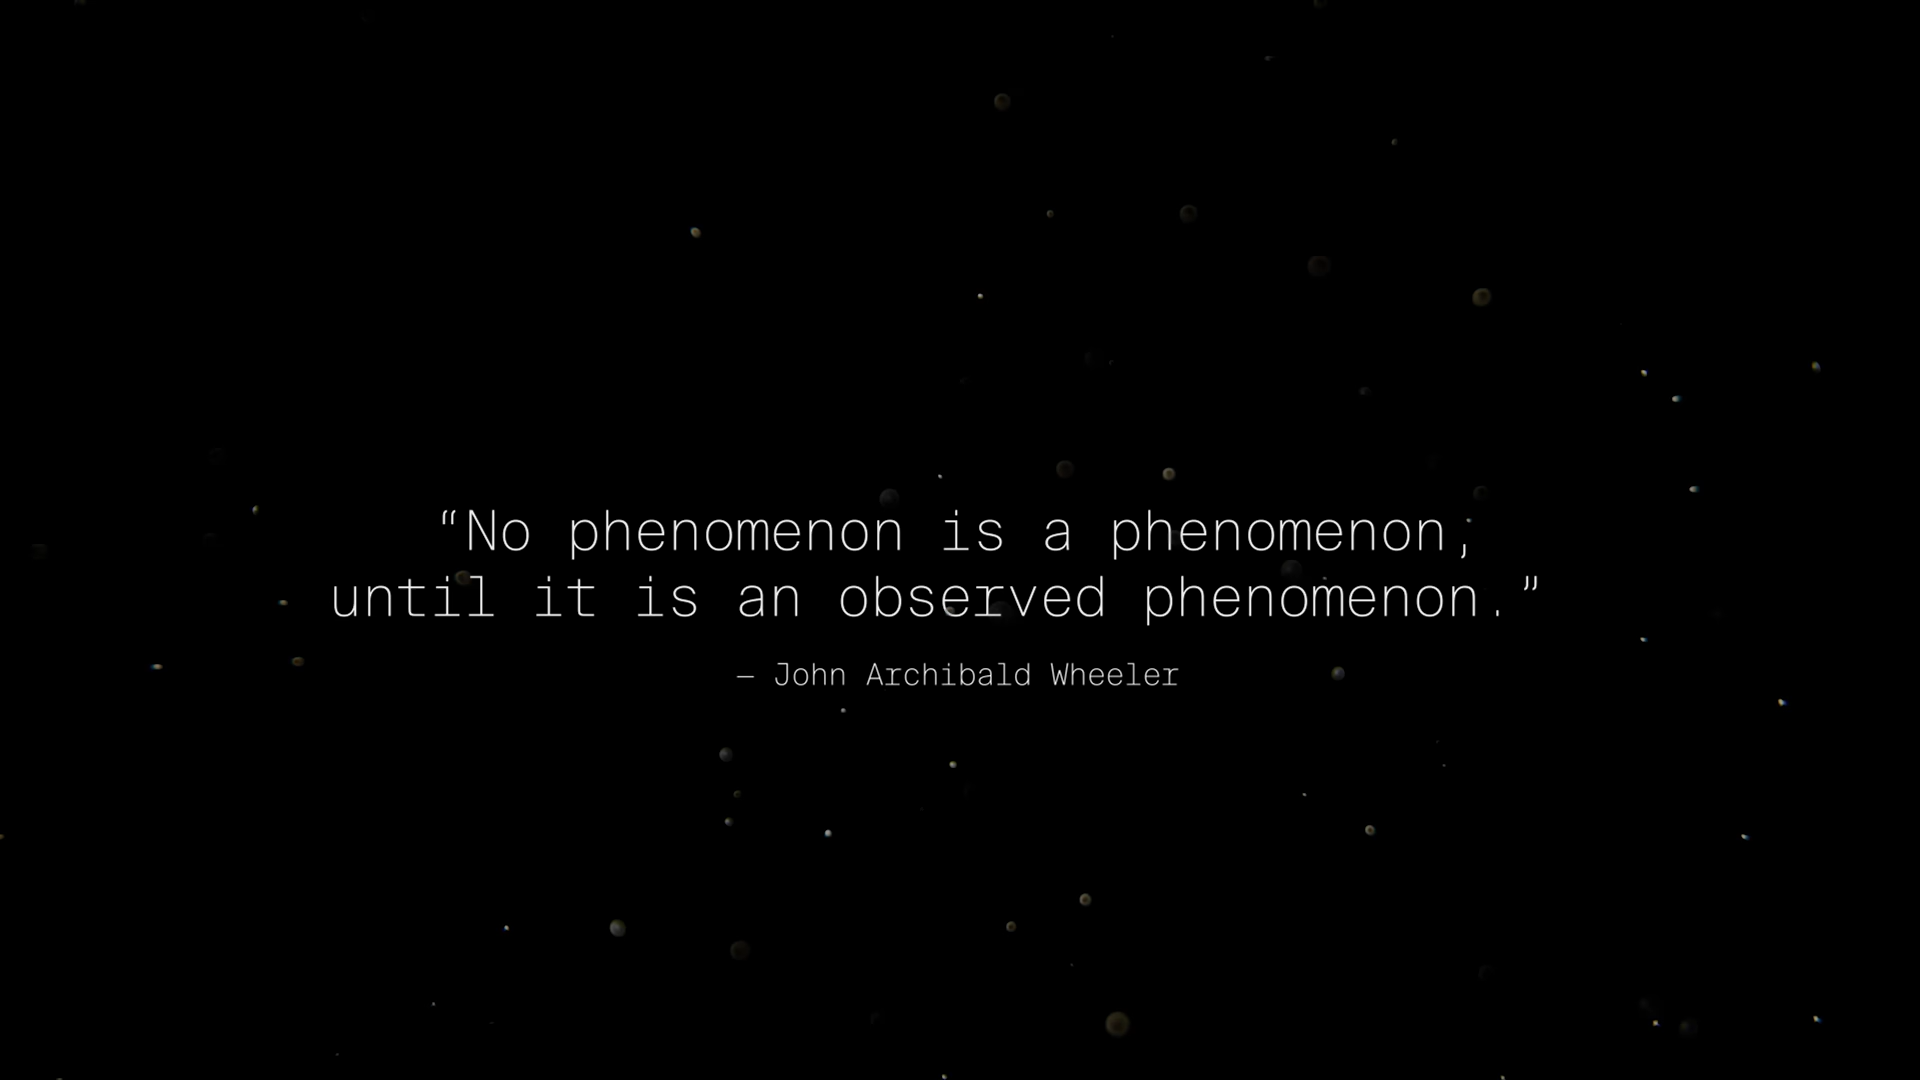 “No phenomenon is a phenomenon,
until it is an observed phenomenon.”
— John Archibald Wheeler